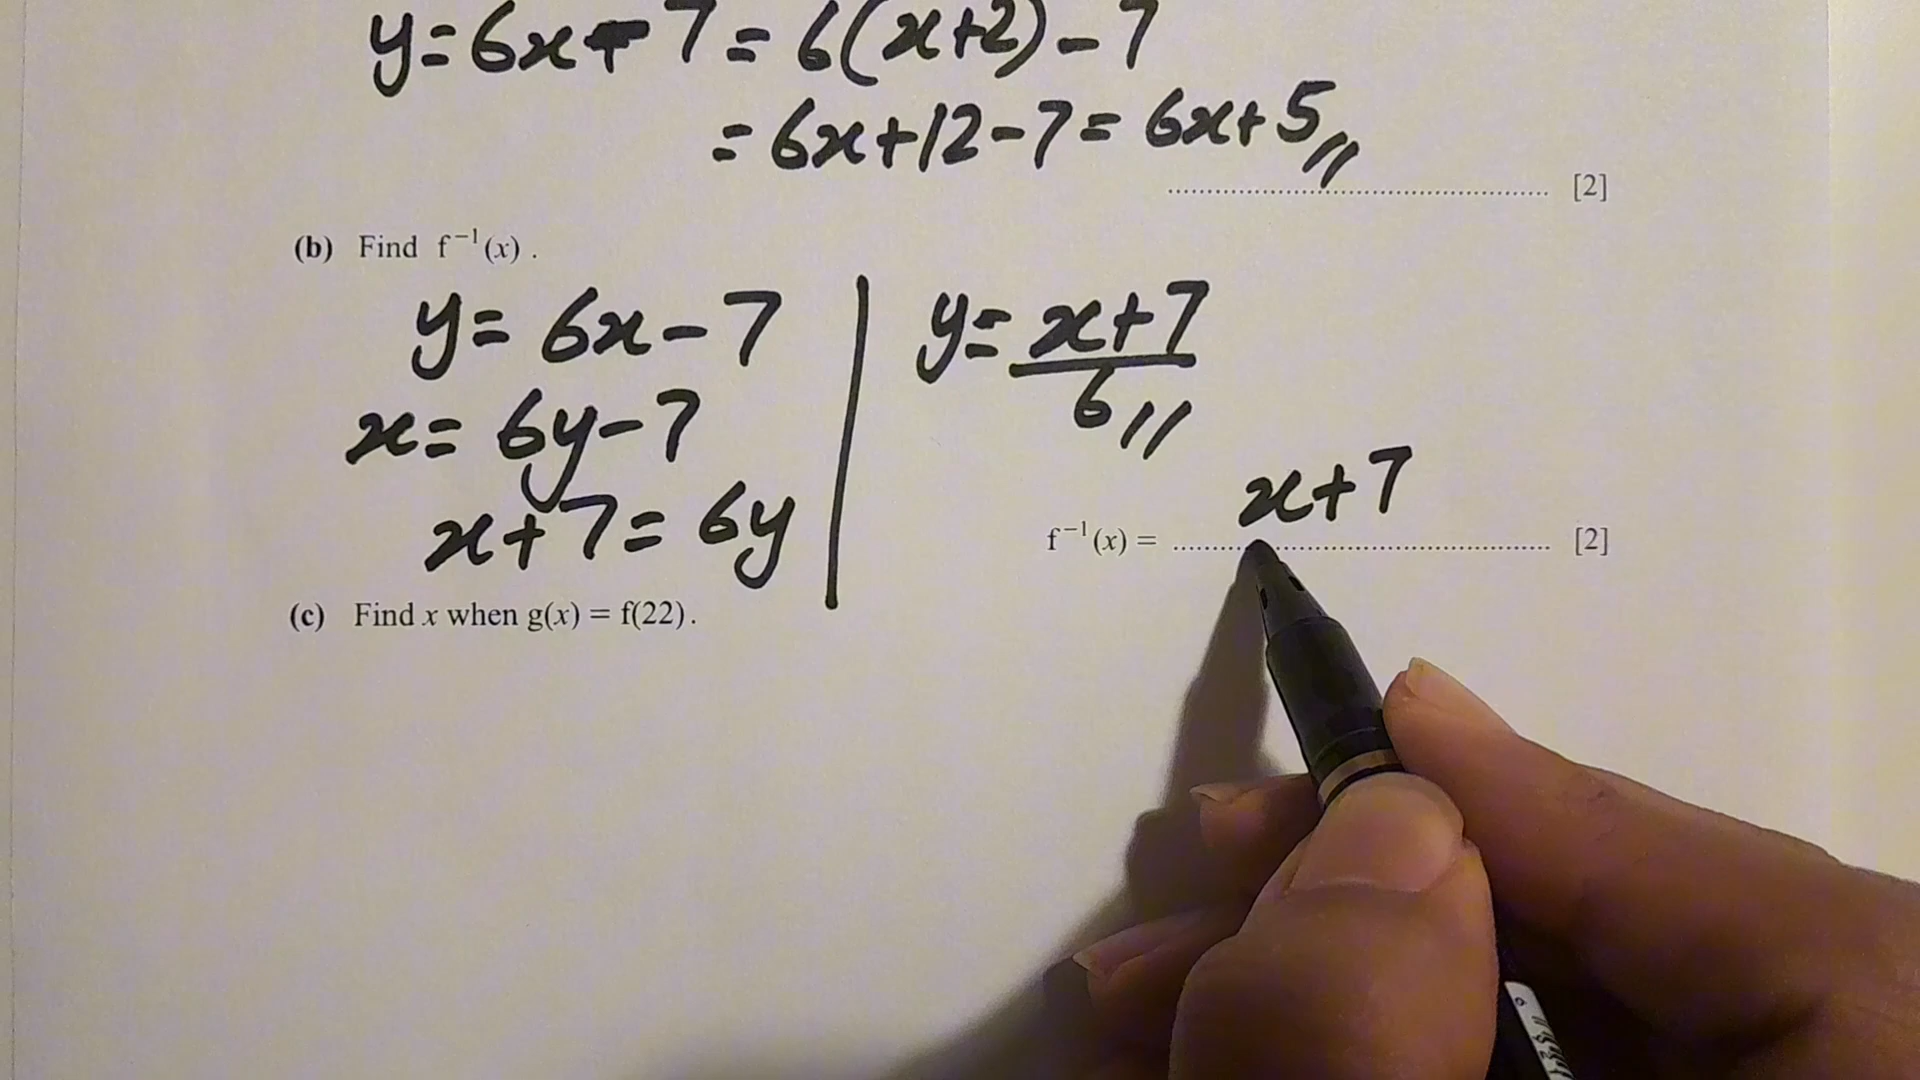 y=6x-7=6(x+2)-7
=6x+12-7=6x+5
[2]
(b) Find f⁻¹(x).
y=6x-7
x=6y-7
x+7=6y
y=x+7
6
x+7
f⁻¹(x) = [2]
(c) Find x when g(x) = f(22).